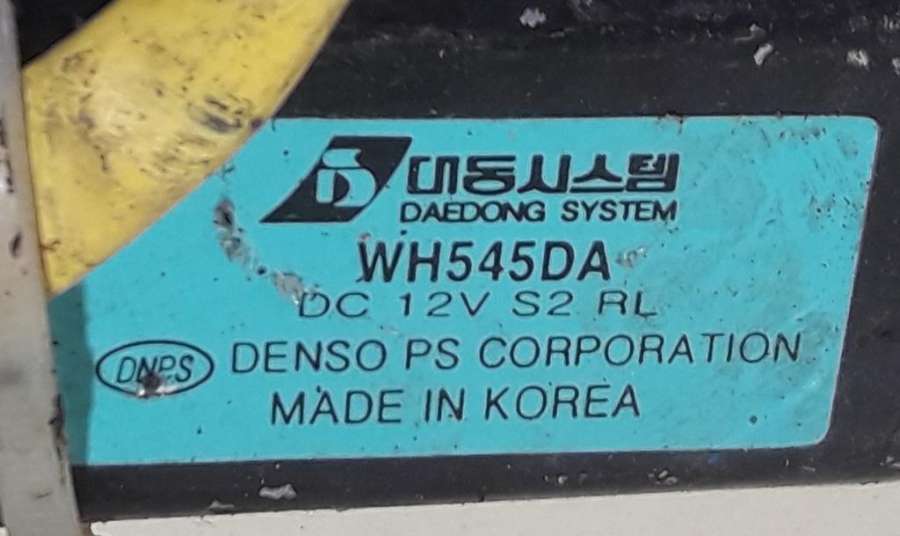 대동시스템
DAEDONG SYSTEM
WH545DA
DC 12V S2 RL
DNPS DENSO PS CORPORATION
MADE IN KOREA